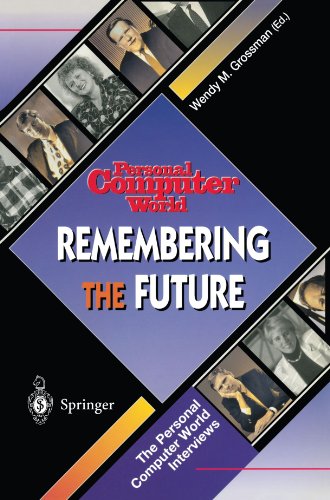 Wendy M. Grossman (Ed.)
Personal
Computer
World
REMEMBERING
THE FUTURE
Springer
The Personal
Computer World
Interviews